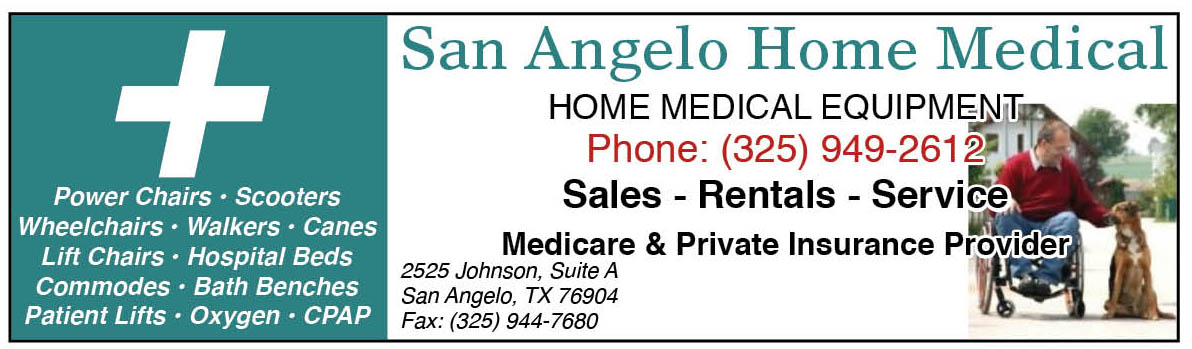 Power Chairs • Scooters
Wheelchairs • Walkers • Canes
Lift Chairs • Hospital Beds
Commodes • Bath Benches
Patient Lifts • Oxygen • CPAP
San Angelo Home Medical
HOME MEDICAL EQUIPMENT
Phone: (325) 949-2612
Sales - Rentals - Service
Medicare & Private Insurance Provider
2525 Johnson, Suite A
San Angelo, TX 76904
Fax: (325) 944-7680